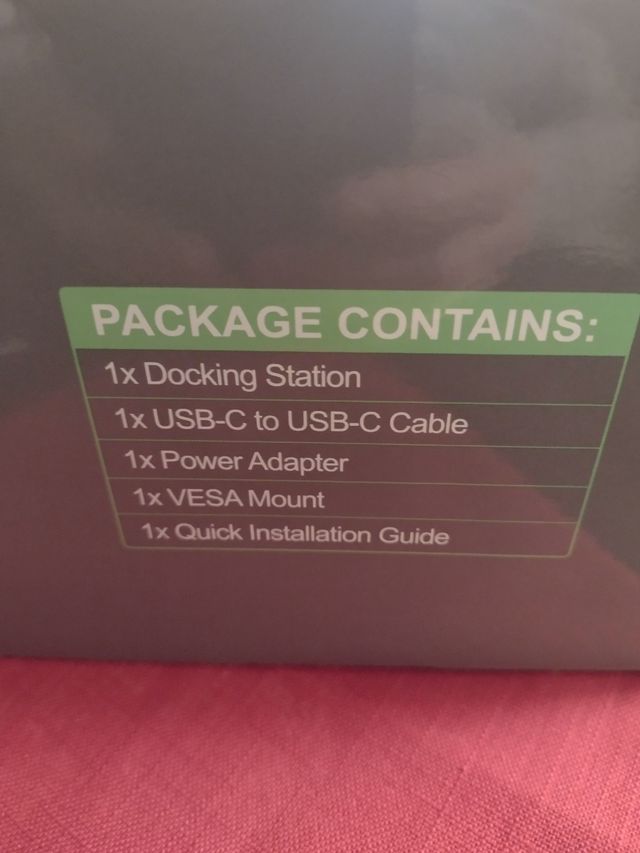 PACKAGE CONTAINS:
1x Docking Station
1x USB-C to USB-C Cable
1x Power Adapter
1x VESA Mount
1x Quick Installation Guide